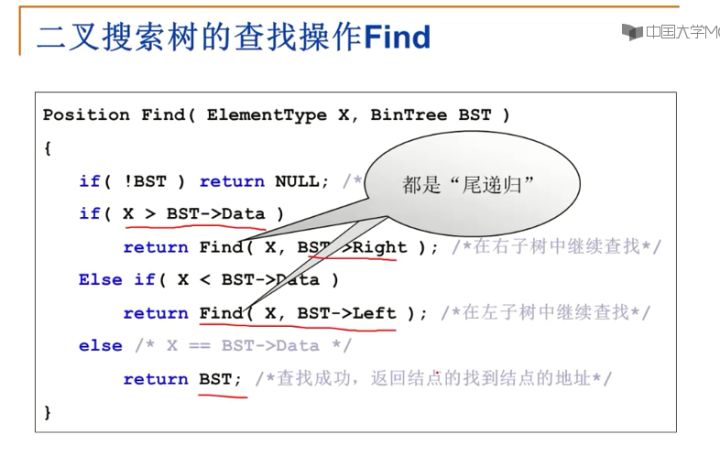 二叉搜索树的查找操作Find
中国大学M
Position Find( ElementType X, BinTree BST )
{
if( !BST ) return NULL; /*
都是“尾递归”
if( X > BST->Data )
return Find( X, BST->Right ); /*在右子树中继续查找*/
Else if( X < BST->Data )
return Find( X, BST->Left ); /*在左子树中继续查找*/
else /* X == BST->Data */
return BST; /*查找成功，返回结点的找到结点的地址*/
}